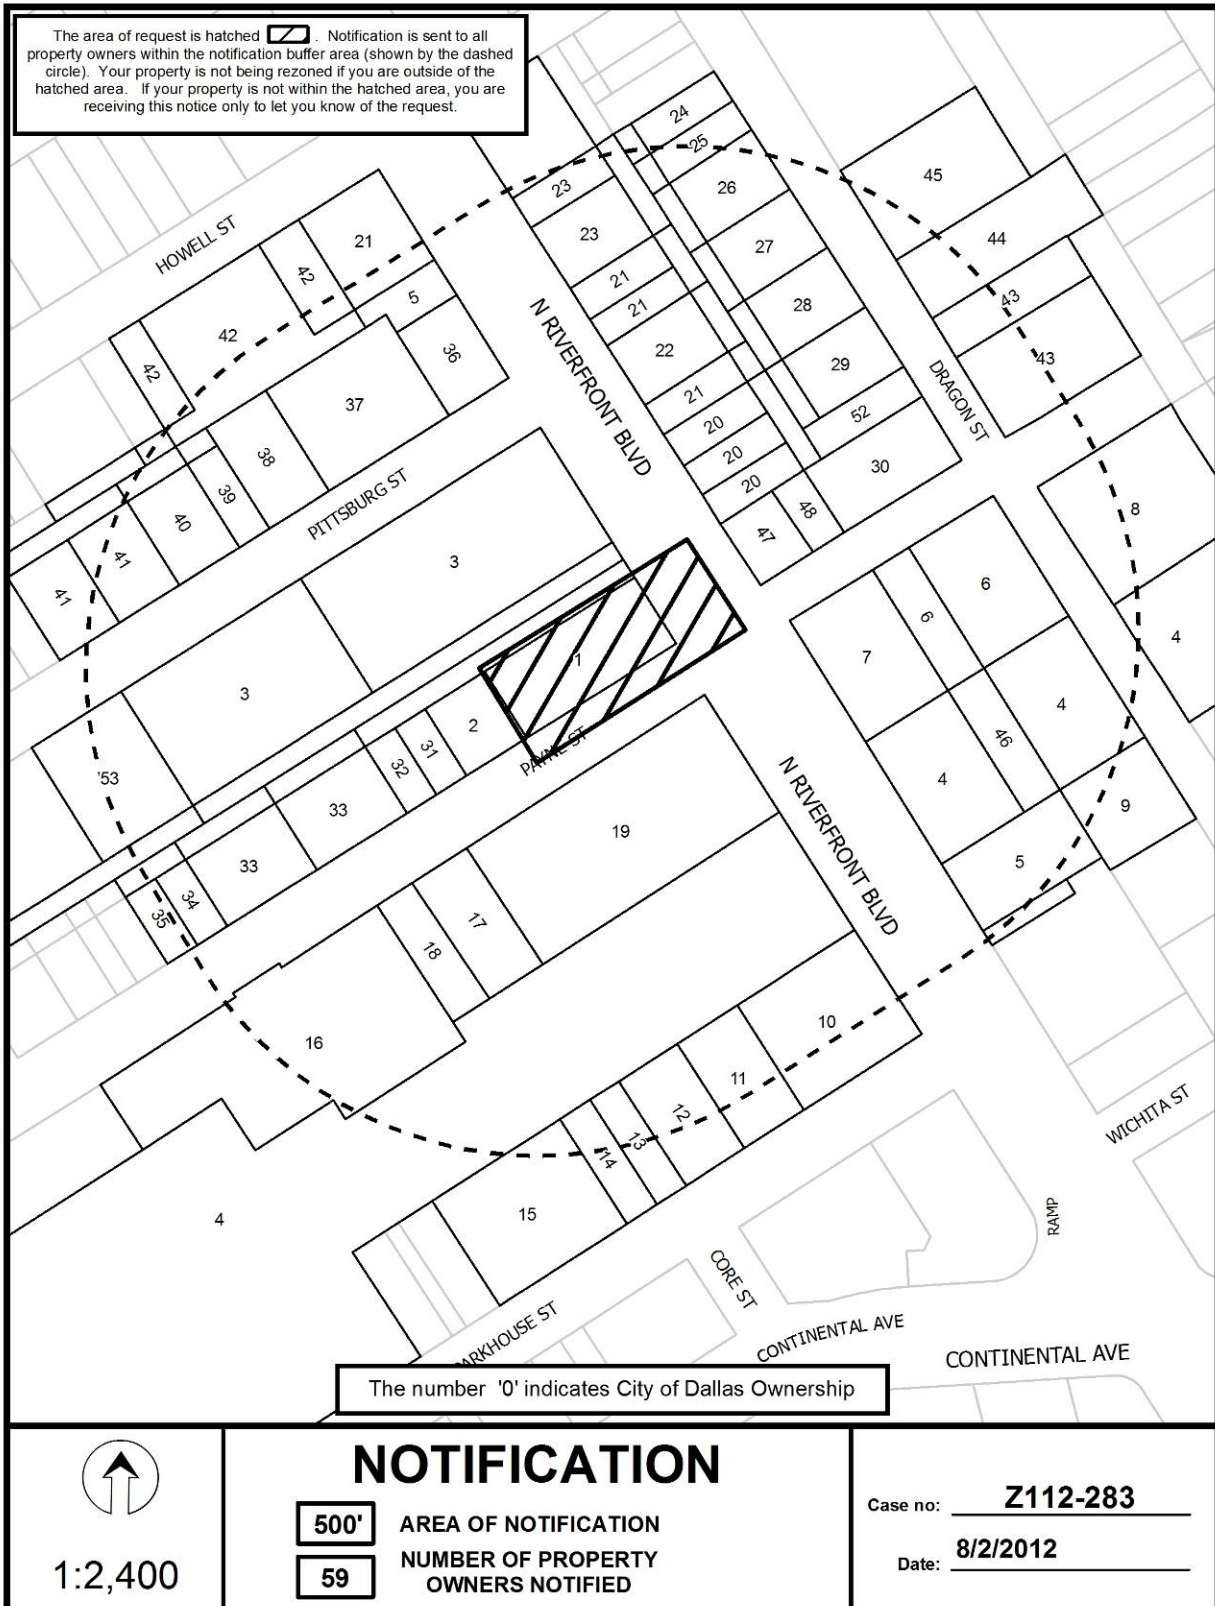 The area of request is hatched . Notification is sent to all
property owners within the notification buffer area (shown by the dashed
circle). Your property is not being rezoned if you are outside of the
hatched area. If your property is not within the hatched area, you are
receiving this notice only to let you know of the request.
24
25
26
45
23
23
27
44
21
HOWELL ST
42
21
21
28
43
5
42
N RIVERFRONT BLVD
22
29
43
36
42
DRAGON ST
21
37
20
52
20
30
38
20
39
PITTSBURG ST
48
8
40
47
41
3
6
41
6
7
4
1
3
4
2
46
31
32
PAYNE ST
'53
4
33
9
19
N RIVERFRONT BLVD
33
5
34
35
17
18
10
16
11
12
13
14
WICHITA ST
15
4
RAMP
CORE ST
PARKHOUSE ST
CONTINENTAL AVE
CONTINENTAL AVE
The number '0' indicates City of Dallas Ownership
1:2,400
NOTIFICATION
500' AREA OF NOTIFICATION
59 NUMBER OF PROPERTY
OWNERS NOTIFIED
Case no: Z112-283
Date: 8/2/2012